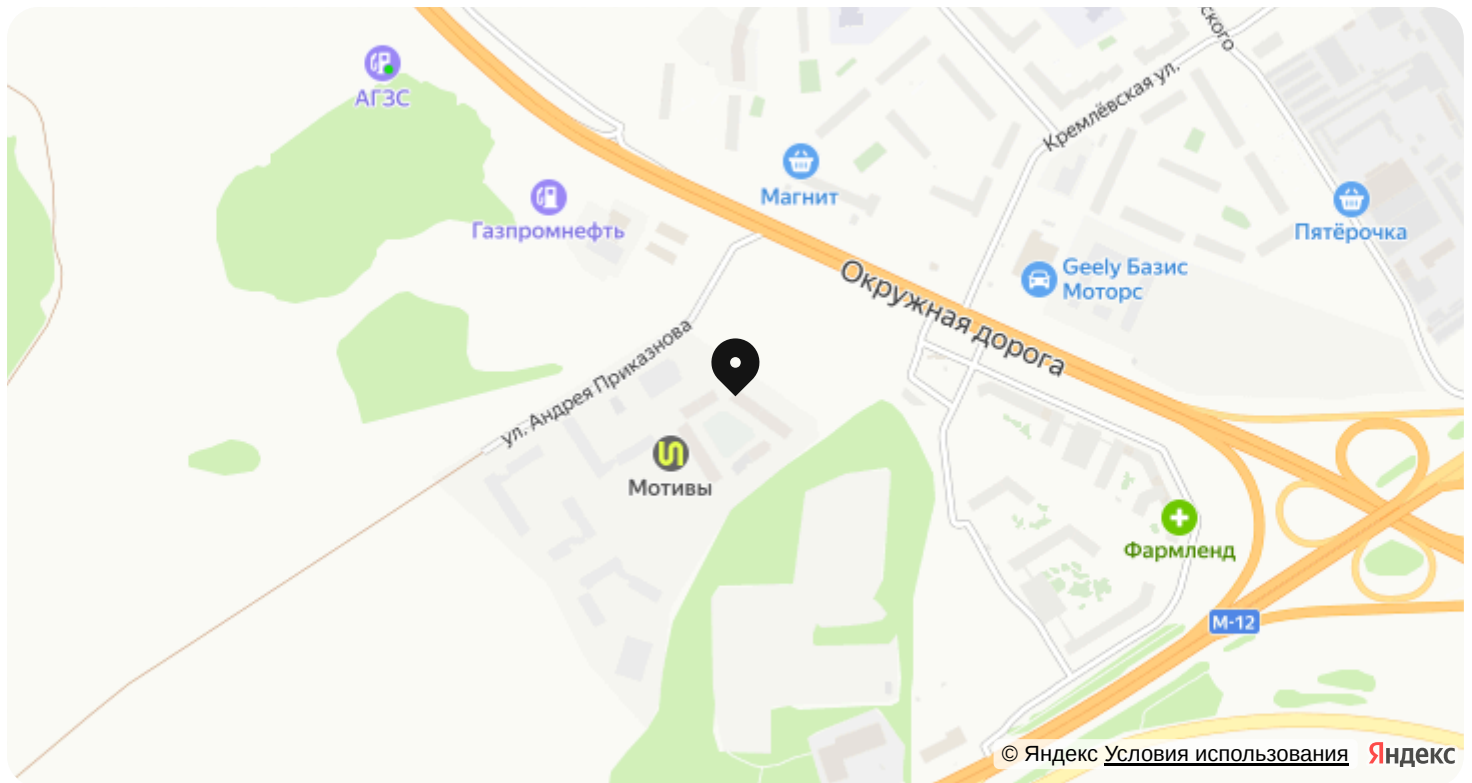 ского
АГЗС
Кремлёвская ул.
Магнит
Газпромнефть
Пятёрочка
Geely Базис
Моторс
Окружная дорога
ул. Андрея Приказнова
Мотивы
Фармленд
М-12
© Яндекс Условия использования Яндекс